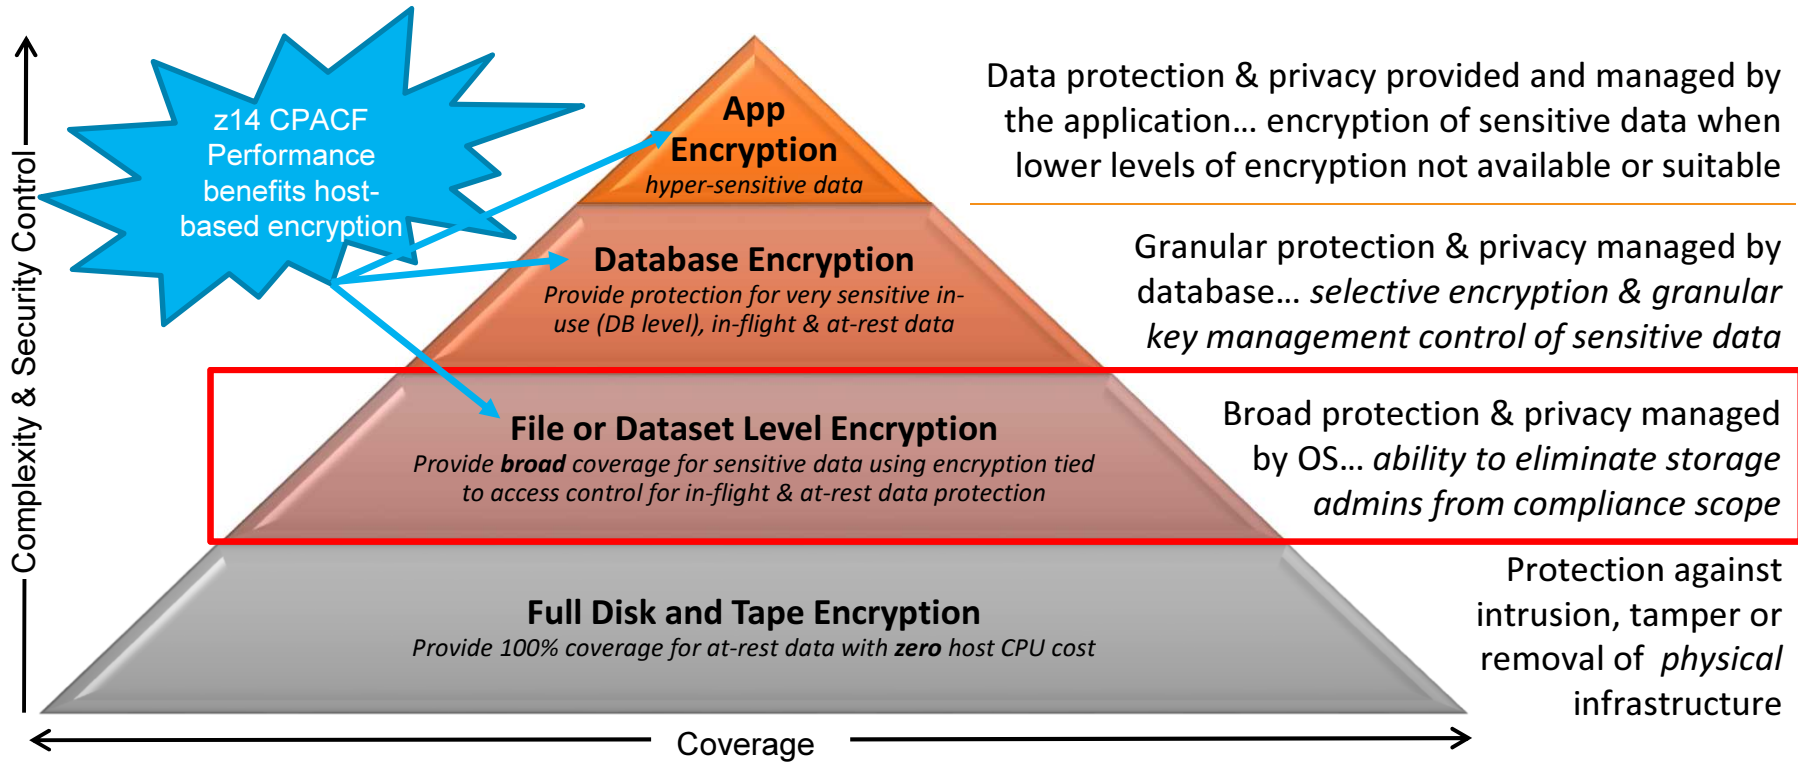 Complexity & Security Control
z14 CPACF
Performance
benefits host-
based encryption
App
Encryption
hyper-sensitive data
Data protection & privacy provided and managed by
the application... encryption of sensitive data when
lower levels of encryption not available or suitable
Database Encryption
Provide protection for very sensitive in-
use (DB level), in-flight & at-rest data
Granular protection & privacy managed by
database... selective encryption & granular
key management control of sensitive data
File or Dataset Level Encryption
Provide broad coverage for sensitive data using encryption tied
to access control for in-flight & at-rest data protection
Broad protection & privacy managed
by OS... ability to eliminate storage
admins from compliance scope
Full Disk and Tape Encryption
Provide 100% coverage for at-rest data with zero host CPU cost
Protection against
intrusion, tamper or
removal of physical
infrastructure
Coverage